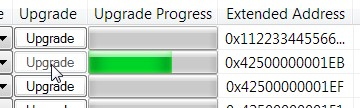 Upgrade Upgrade Progress Extended Address
Upgrade 0x112233445566...
Upgrade 0x42500000001EB
Upgrade 0x42500000001EF